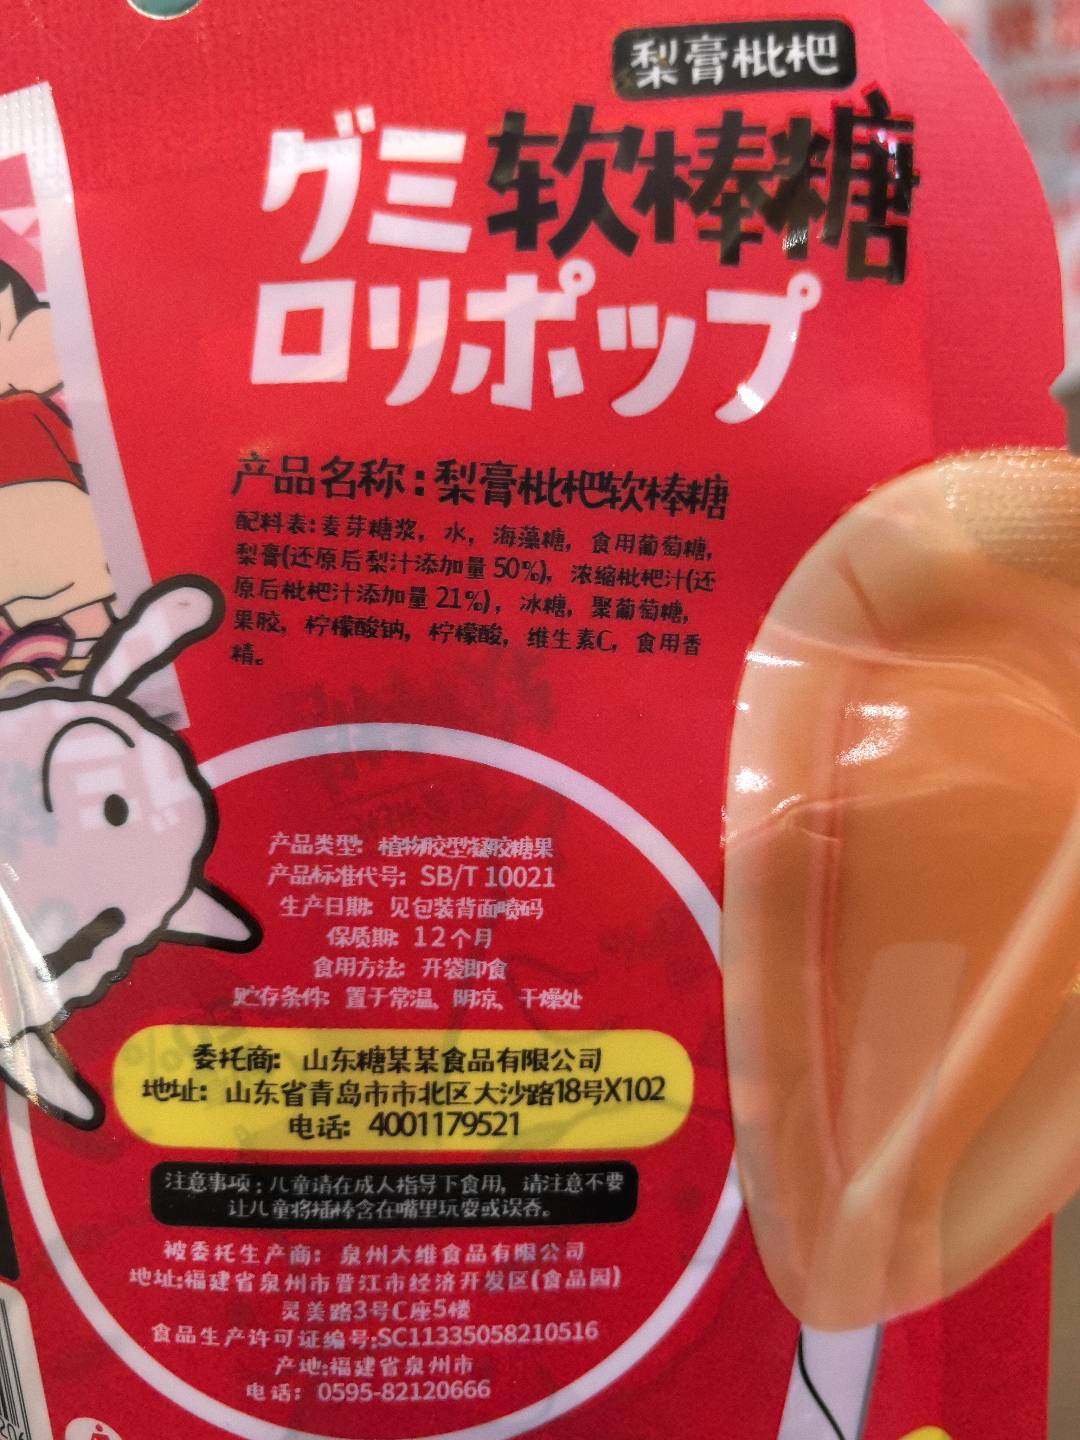 梨膏枇杷
グミ软棒糖
ロリポップ
产品名称:梨膏枇杷软棒糖
配料表:麦芽糖浆，水，海藻糖，食用葡萄糖，
梨膏(还原后梨汁添加量50%)，浓缩枇杷汁(还
原后枇杷汁添加量21%)，冰糖，聚葡萄糖，
果胶，柠檬酸钠，柠檬酸，维生素C，食用香
精。
产品类型：植物胶型凝胶糖果
产品标准代号：SB/T 10021
生产日期：见包装背面喷码
保质期：12个月
食用方法：开袋即食
贮存条件：置于常温、阴凉、干燥处
委托商：山东糖某某食品有限公司
地址：山东省青岛市市北区大沙路18号X102
电话：4001179521
注意事项：儿童请在成人指导下食用，请注意不要
让儿童将插棒含在嘴里玩耍或误吞。
被委托生产商：泉州大维食品有限公司
地址:福建省泉州市晋江市经济开发区(食品园)
灵美路3号C座5楼
食品生产许可证编号:SC11335058210516
产地:福建省泉州市
电话：0595-82120666